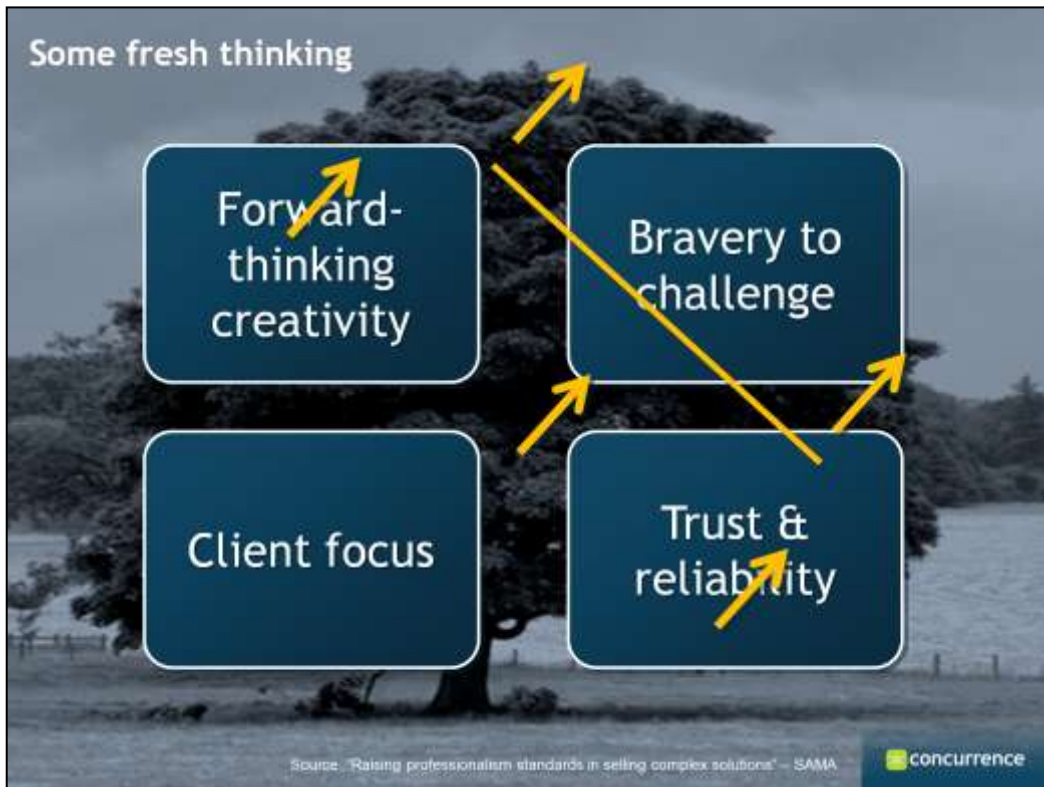 Some fresh thinking
Forward-
thinking
creativity
Bravery to
challenge
Client focus
Trust &
reliability
Source: "Raising professionalism standards in selling complex solutions" – SAMA
concurrence